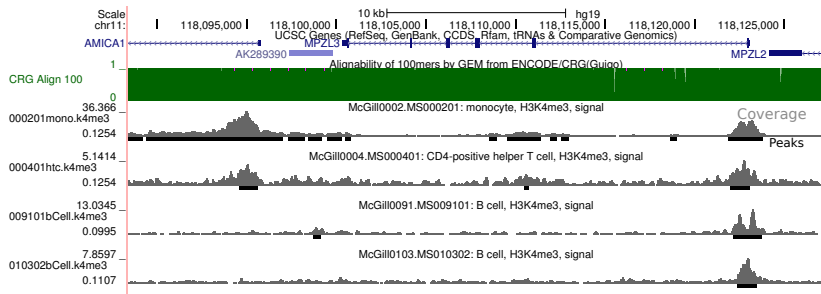 Scale 10 kb hg19
chr11: 118,095,000 118,100,000 118,105,000 118,110,000 118,115,000 118,120,000 118,125,000
UCSC Genes (RefSeq, GenBank, CCDS, Rfam, tRNAs & Comparative Genomics)
AMICA1 MPZL3
AK289390 MPZL2
Alignability of 100mers by GEM from ENCODE/CRG(Guigo)
1
CRG Align 100
0
McGill0002.MS000201: monocyte, H3K4me3, signal
36.366
Coverage
000201mono.k4me3
0.1254
Peaks
McGill0004.MS000401: CD4-positive helper T cell, H3K4me3, signal
5.1414
000401htc.k4me3
0.1254
McGill0091.MS009101: B cell, H3K4me3, signal
13.0345
009101bCell.k4me3
0.0995
McGill0103.MS010302: B cell, H3K4me3, signal
7.8597
010302bCell.k4me3
0.1107